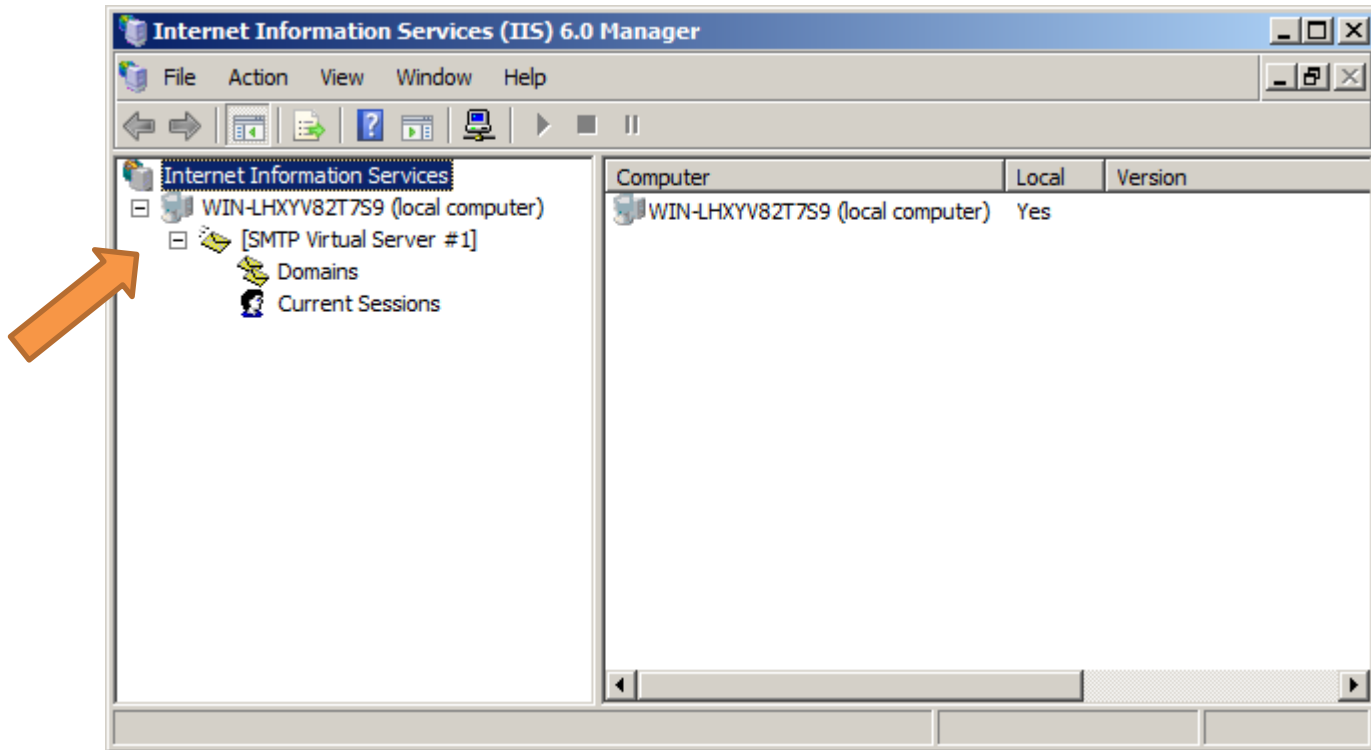 Internet Information Services (IIS) 6.0 Manager
File Action View Window Help
Internet Information Services
WIN-LHXYV82T7S9 (local computer)
[SMTP Virtual Server #1]
Domains
Current Sessions
Computer Local Version
WIN-LHXYV82T7S9 (local computer) Yes